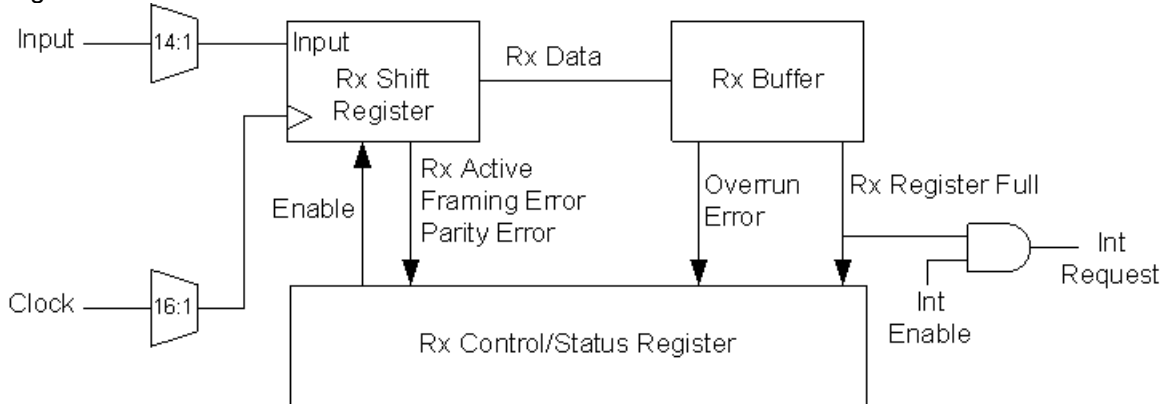 Input
14:1
Input
Rx Shift
Register
Rx Data
Rx Buffer
Rx Active
Framing Error
Parity Error
Enable
Overrun
Error
Rx Register Full
Int
Request
Int
Enable
Clock
16:1
Rx Control/Status Register